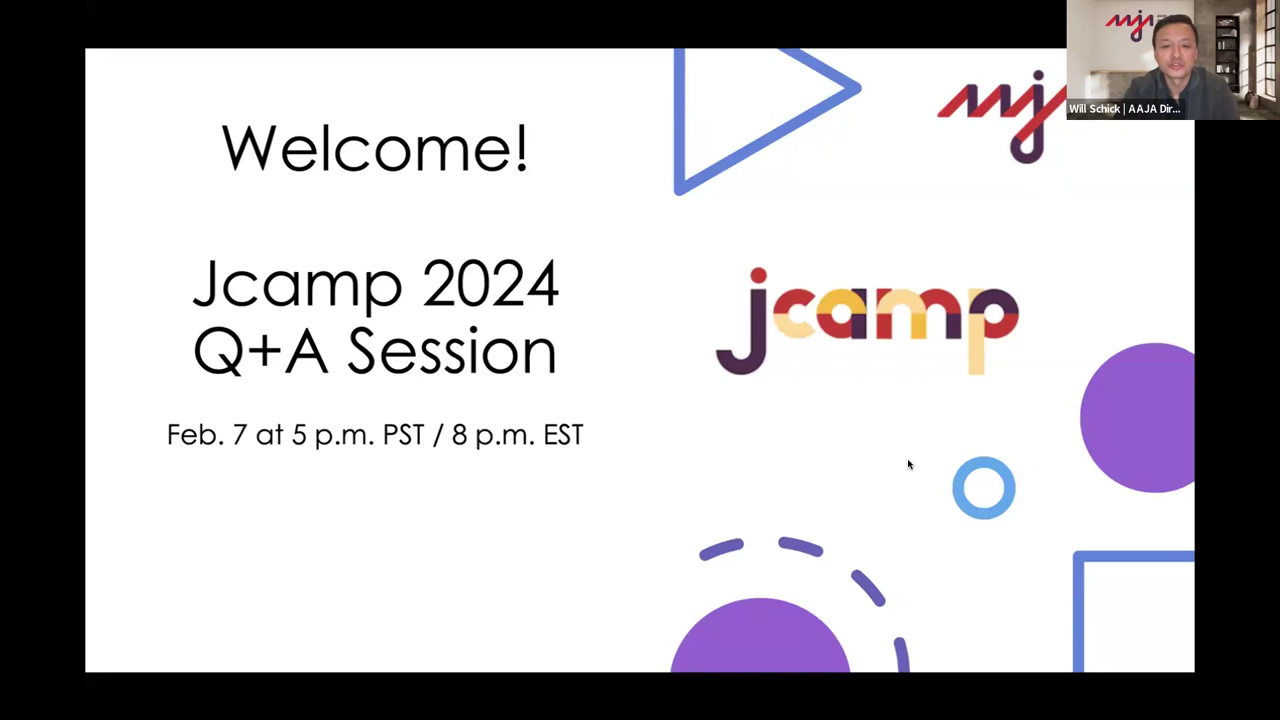 Welcome!
Jcamp 2024
Q+A Session
Feb. 7 at 5 p.m. PST / 8 p.m. EST
jcamp
Will Schick | AAJA Dir...